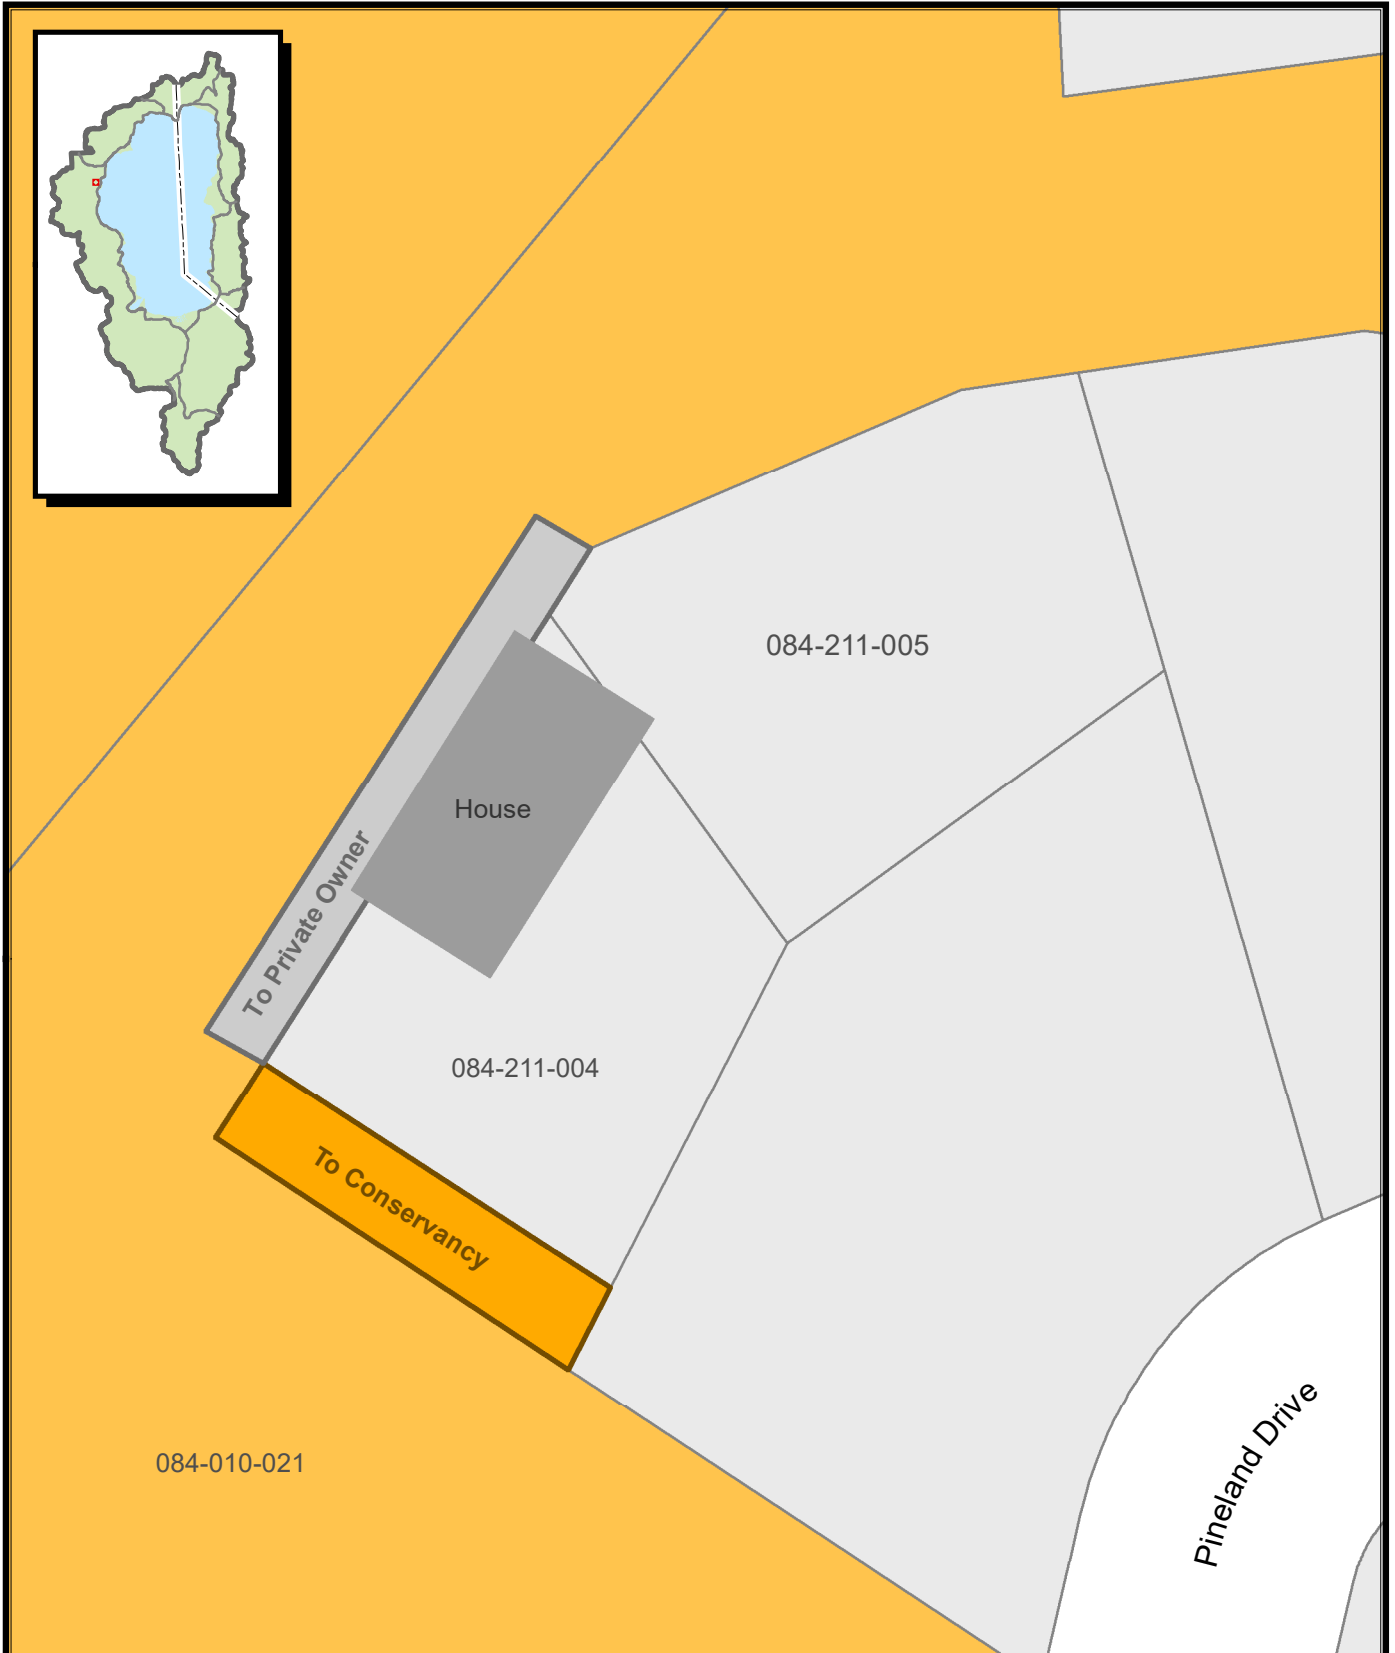 084-211-005
House
To Private Owner
084-211-004
To Conservancy
084-010-021
Pineland Drive